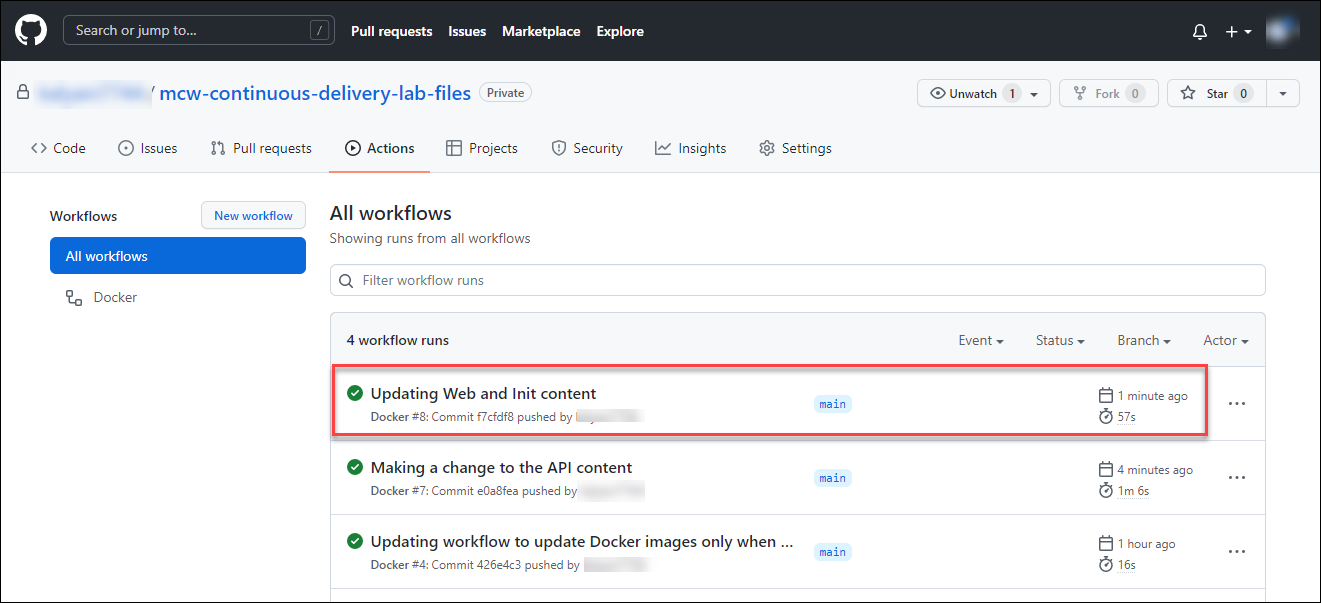 Search or jump to... /
Pull requests Issues Marketplace Explore
/ mcw-continuous-delivery-lab-files Private
Unwatch 1 Fork 0 Star 0
Code Issues Pull requests Actions Projects Security Insights Settings
Workflows New workflow
All workflows
Docker
All workflows
Showing runs from all workflows
Filter workflow runs
4 workflow runs Event Status Branch Actor
Updating Web and Init content
Docker #8: Commit f7cfdf8 pushed by
main
1 minute ago
57s
Making a change to the API content
Docker #7: Commit e0a8fea pushed by
main
4 minutes ago
1m 6s
Updating workflow to update Docker images only when ...
Docker #4: Commit 426e4c3 pushed by
main
1 hour ago
16s